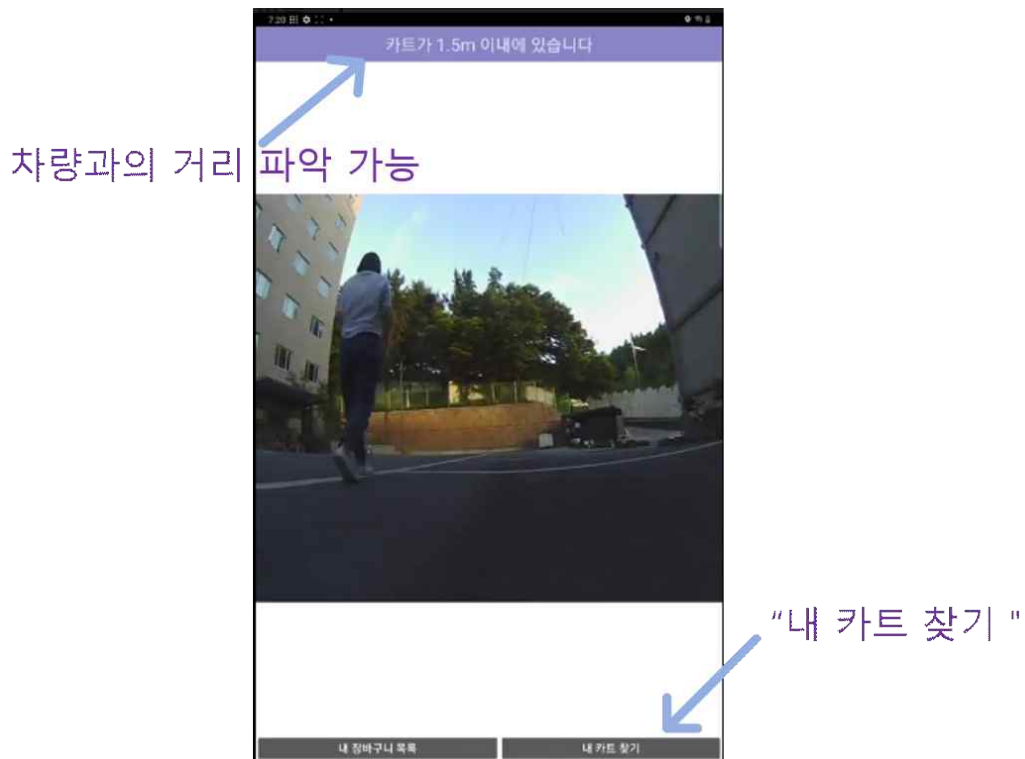 7:20
카트가 1.5m 이내에 있습니다
차량과의 거리 파악 가능
"내 카트 찾기 "
내 장바구니 목록
내 카트 찾기